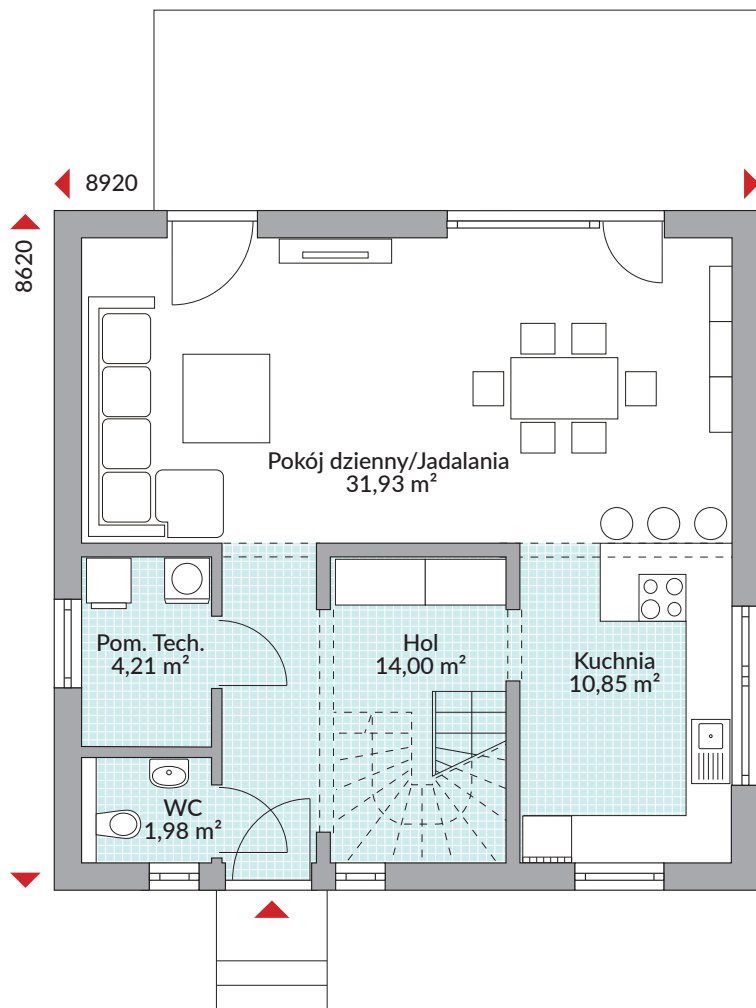 8920
8620
Pokój dzienny/Jadalania
31,93 m²
Pom. Tech.
4,21 m²
Hol
14,00 m²
Kuchnia
10,85 m²
WC
1,98 m²